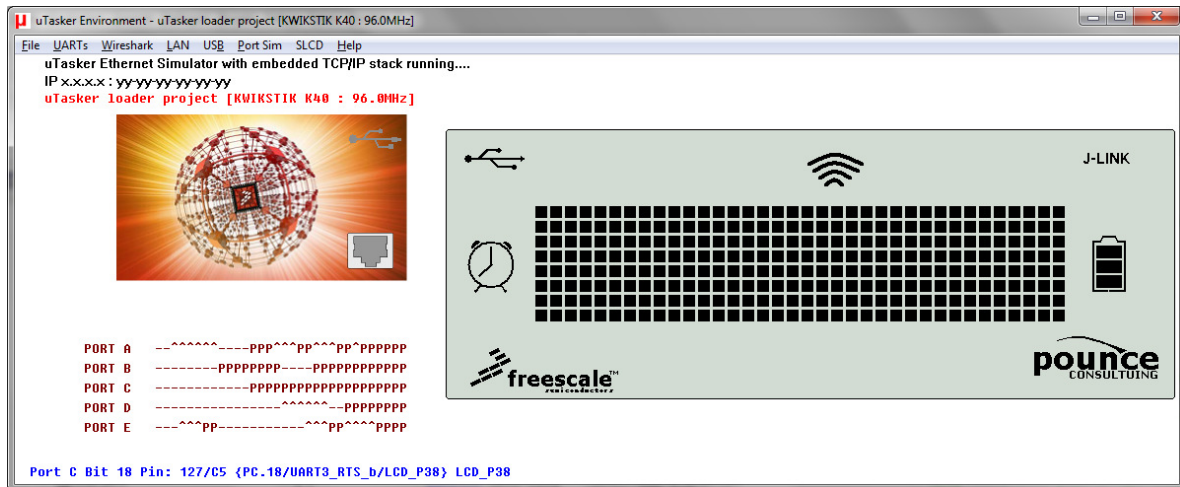 uTasker Environment - uTasker loader project [KWIKSTIK K40 : 96.0MHz]
File UARTs Wireshark LAN USB Port Sim SLCD Help
uTasker Ethernet Simulator with embedded TCP/IP stack running....
IP x.x.x.x : yy-yy-yy-yy-yy-yy
uTasker loader project [KWIKSTIK K40 : 96.0MHz]
J-LINK
freescale™
semiconductors
pounce
CONSULTUING
PORT A --^^^^^^----PPP^^^PP^^^PP^PPPPPP
PORT B --------PPPPPPPP----PPPPPPPPPPPP
PORT C ------------PPPPPPPPPPPPPPPPPPPP
PORT D ----------------^^^^^^--PPPPPPPP
PORT E ---^^^PP-----------^^^PP^^^^PPPP
Port C Bit 18 Pin: 127/C5 {PC.18/UART3_RTS_b/LCD_P38} LCD_P38